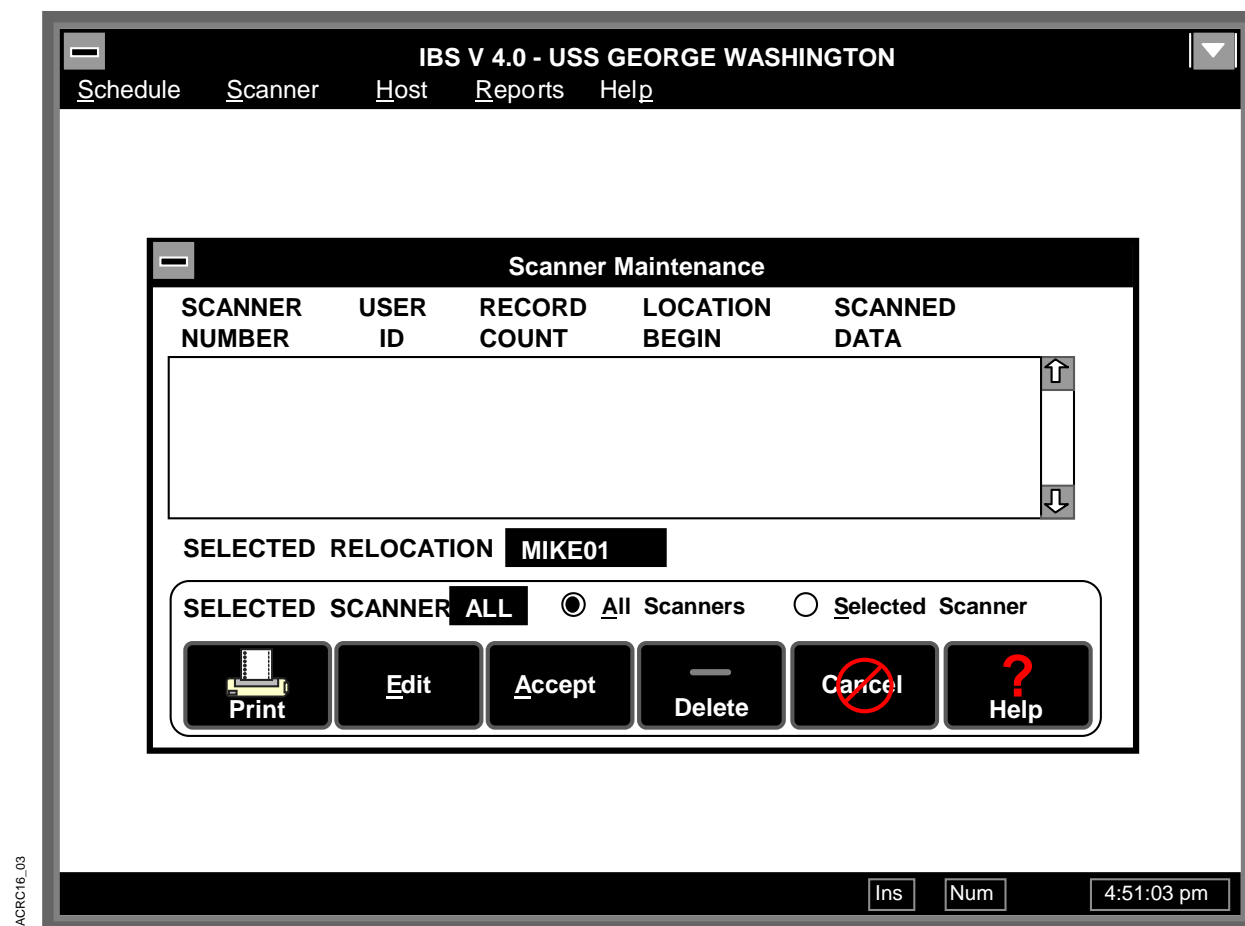 IBS V 4.0 - USS GEORGE WASHINGTON
Schedule Scanner Host Reports Help
Scanner Maintenance
SCANNER USER RECORD LOCATION SCANNED
NUMBER ID COUNT BEGIN DATA
SELECTED RELOCATION MIKE01
SELECTED SCANNER ALL All Scanners Selected Scanner
Print Edit Accept Delete Cancel Help
Ins Num 4:51:03 pm
ACRC16_03